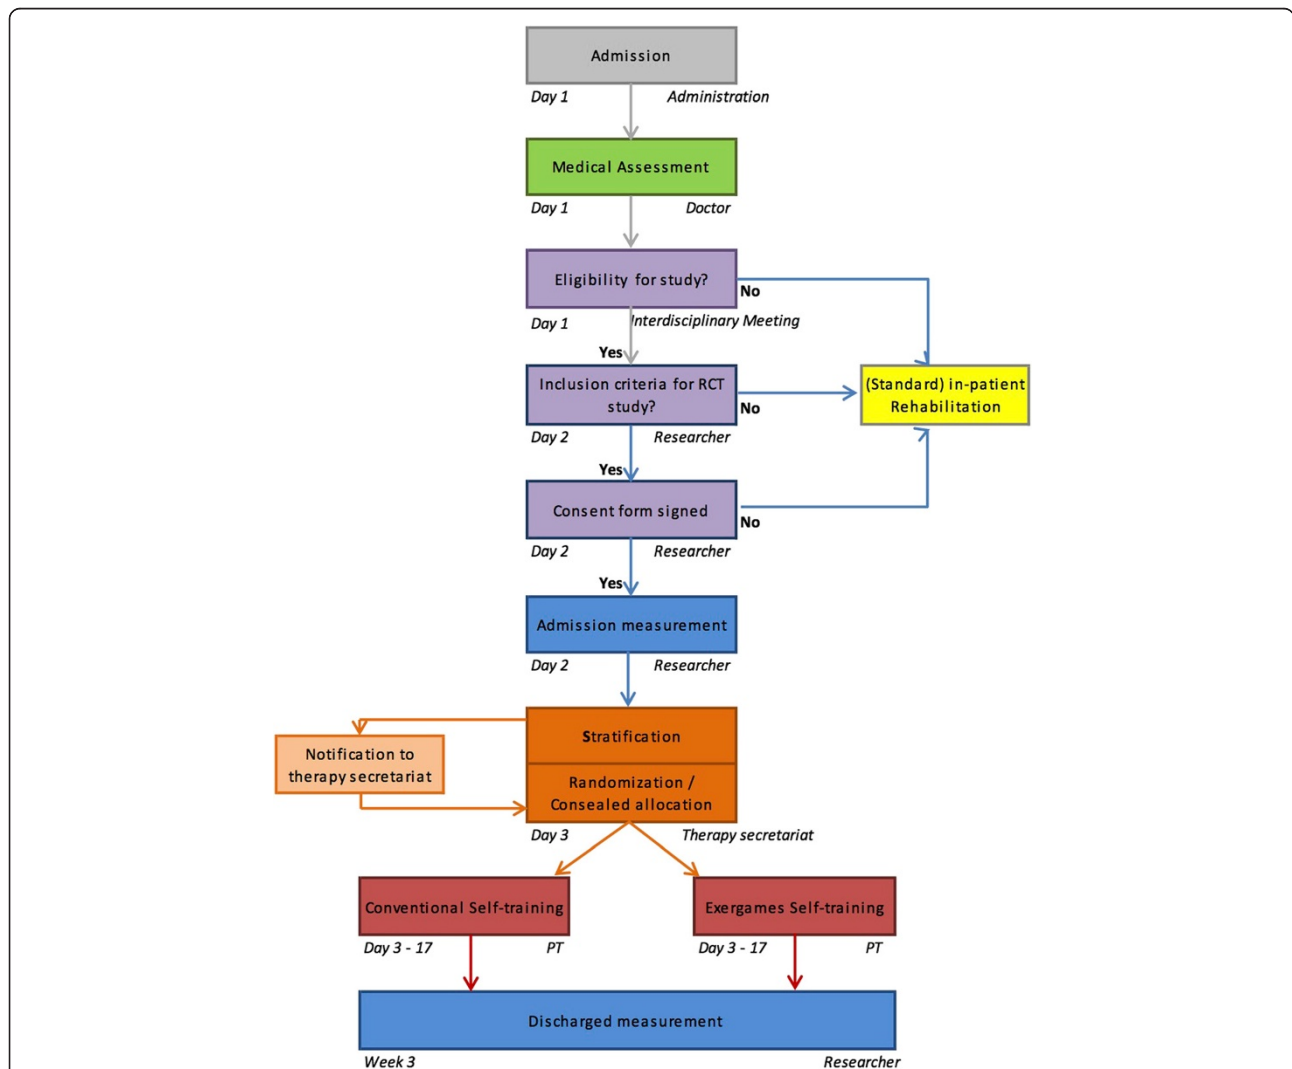 Admission
Day 1 Administration
Medical Assessment
Day 1 Doctor
Eligibility for study?
No
Day 1 Interdisciplinary Meeting
Yes
Inclusion criteria for RCT
study?
No
(Standard) in-patient
Rehabilitation
Day 2 Researcher
Yes
Consent form signed
No
Day 2 Researcher
Yes
Admission measurement
Day 2 Researcher
Stratification
Notification to
therapy secretariat
Randomization /
Consealed allocation
Day 3 Therapy secretariat
Conventional Self-training
Exergames Self-training
Day 3 - 17 PT
Day 3 - 17 PT
Discharged measurement
Week 3 Researcher